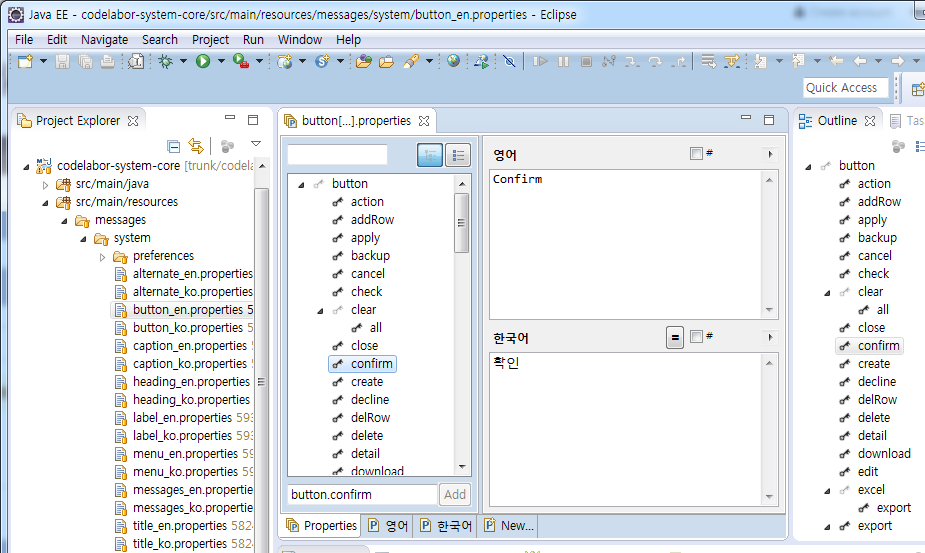 Java EE - codelabor-system-core/src/main/resources/messages/system/button_en.properties - Eclipse
File Edit Navigate Search Project Run Window Help
Quick Access
Project Explorer
codelabor-system-core [trunk/codela
src/main/java
src/main/resources
messages
system
preferences
alternate_en.properties
alternate_ko.properties
button_en.properties 5
button_ko.properties 5
caption_en.properties
caption_ko.properties
heading_en.properties
heading_ko.properties
label_en.properties 593
label_ko.properties 593
menu_en.properties 59
menu_ko.properties 59
messages_en.properties
messages_ko.properties
title_en.properties 5824
title_ko.properties 582
button[...].properties
button
action
addRow
apply
backup
cancel
check
clear
all
close
confirm
create
decline
delRow
delete
detail
download
button.confirm Add
영어 #
Confirm
한국어 = #
확인
Properties 영어 한국어 New...
Outline Tas
button
action
addRow
apply
backup
cancel
check
clear
all
close
confirm
create
decline
delRow
delete
detail
download
edit
excel
export
export